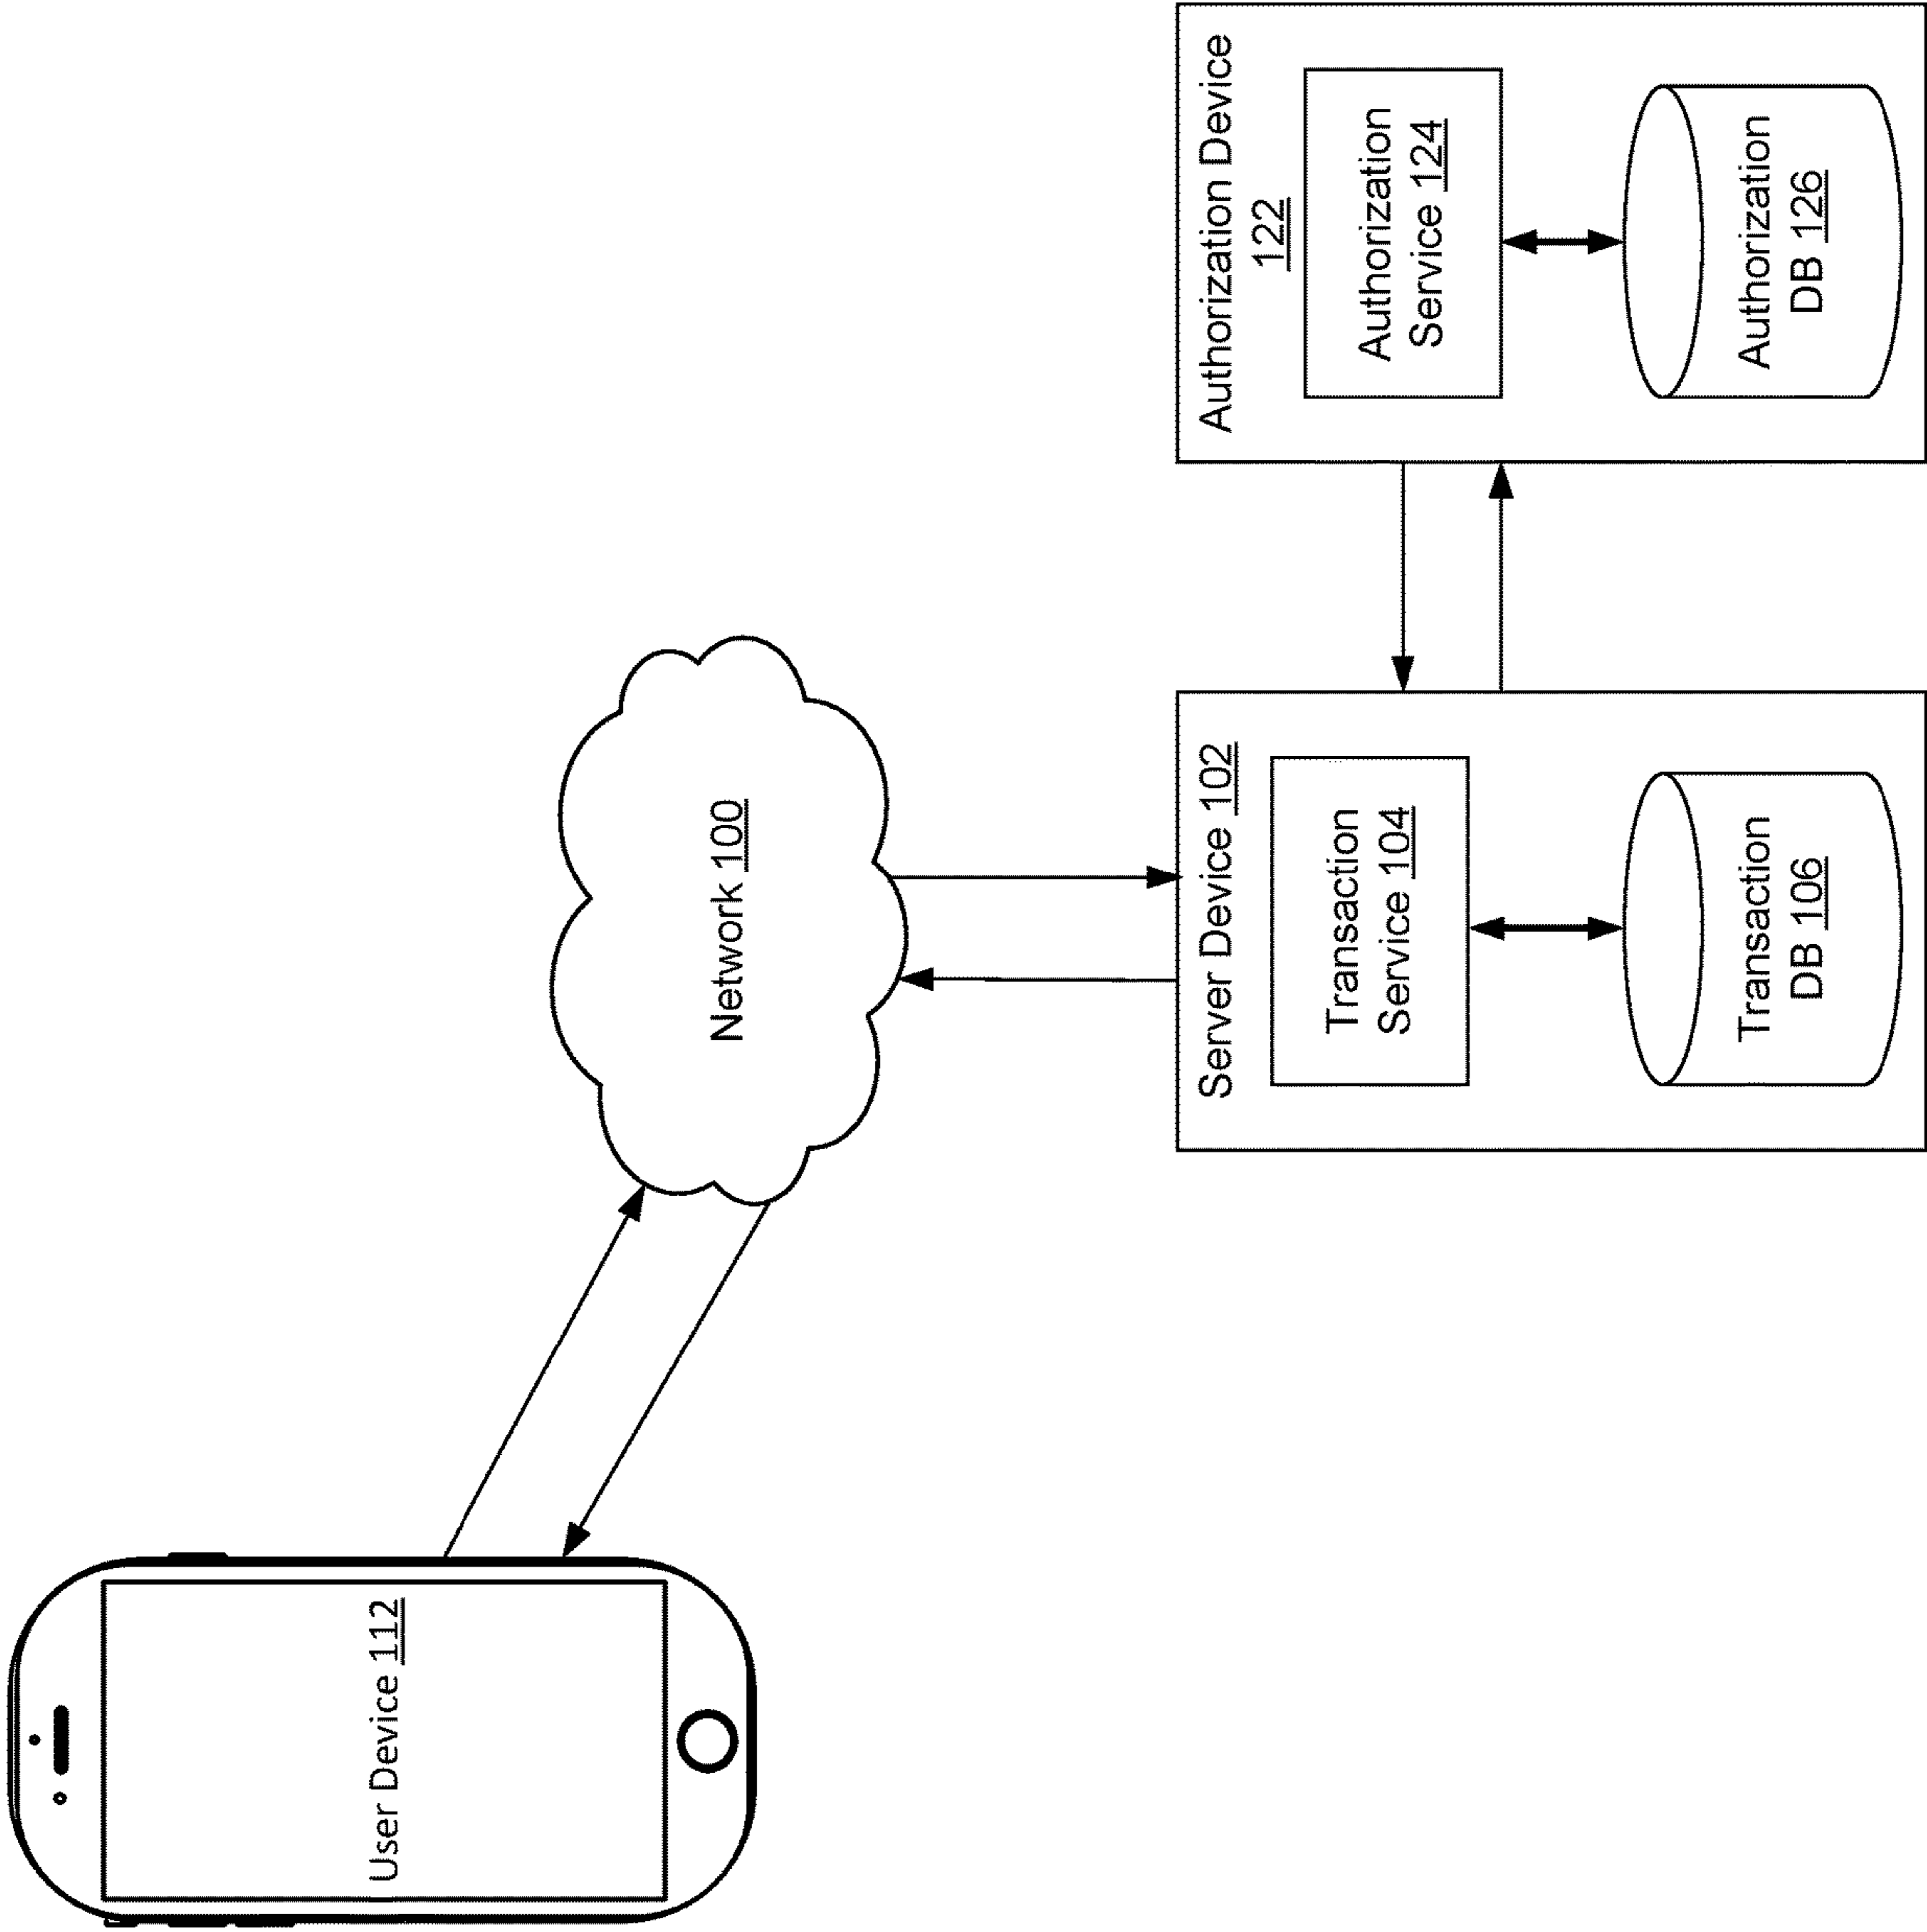 User Device 112
Network 100
Server Device 102
Transaction
Service 104
Transaction
DB 106
Authorization Device
122
Authorization
Service 124
Authorization
DB 126